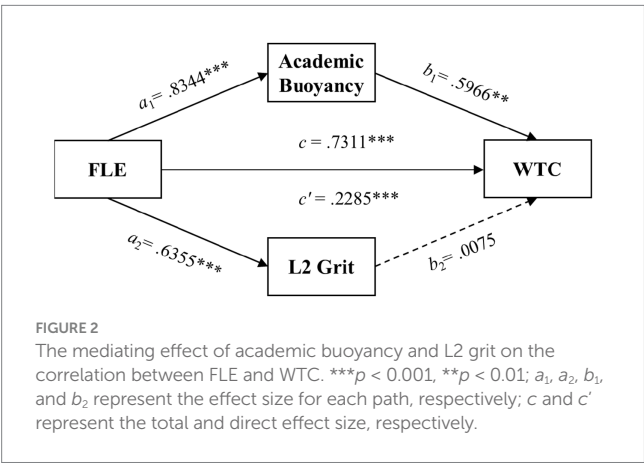 Academic
Buoyancy
a₁= .8344***
b₁= .5966**
c = .7311***
FLE
WTC
c' = .2285***
a₂= .6355***
L2 Grit
b₂= .0075
FIGURE 2
The mediating effect of academic buoyancy and L2 grit on the
correlation between FLE and WTC. ***p < 0.001, **p < 0.01; a₁, a₂, b₁,
and b₂ represent the effect size for each path, respectively; c and c'
represent the total and direct effect size, respectively.